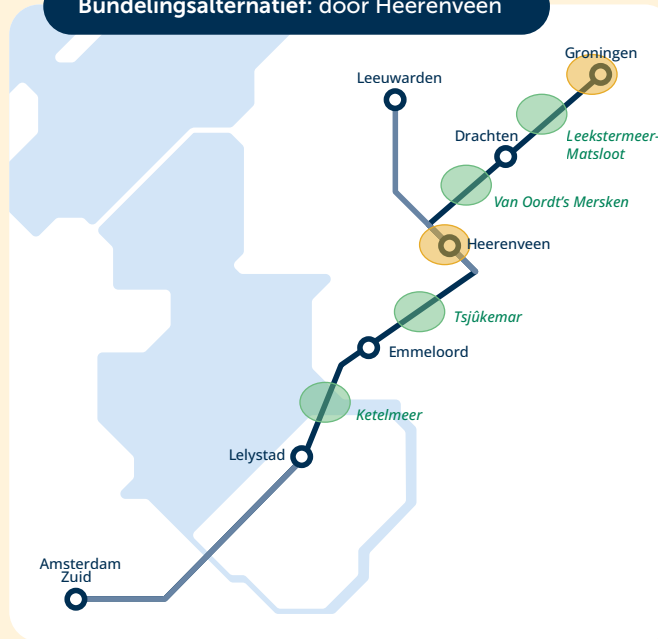 Bundelingsalternatief: door Heerenveen
Groningen
Leeuwarden
Drachten
Leekstermeer-
Matsloot
Van Oordt's Mersken
Heerenveen
Tsjûkemar
Emmeloord
Ketelmeer
Lelystad
Amsterdam
Zuid